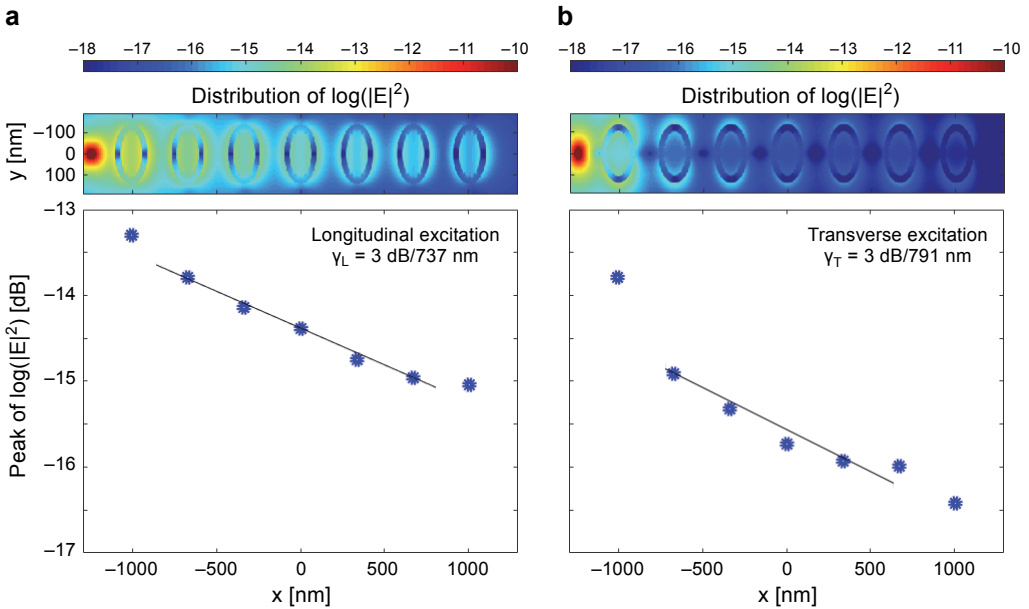 a
−18 −17 −16 −15 −14 −13 −12 −11 −10
Distribution of log(|E|²)
y [nm]
−100
0
100
−13
−14
−15
−16
−17
Peak of log(|E|²) [dB]
Longitudinal excitation
γL = 3 dB/737 nm
−1000 −500 0 500 1000
x [nm]
b
−18 −17 −16 −15 −14 −13 −12 −11 −10
Distribution of log(|E|²)
Transverse excitation
γT = 3 dB/791 nm
−1000 −500 0 500 1000
x [nm]